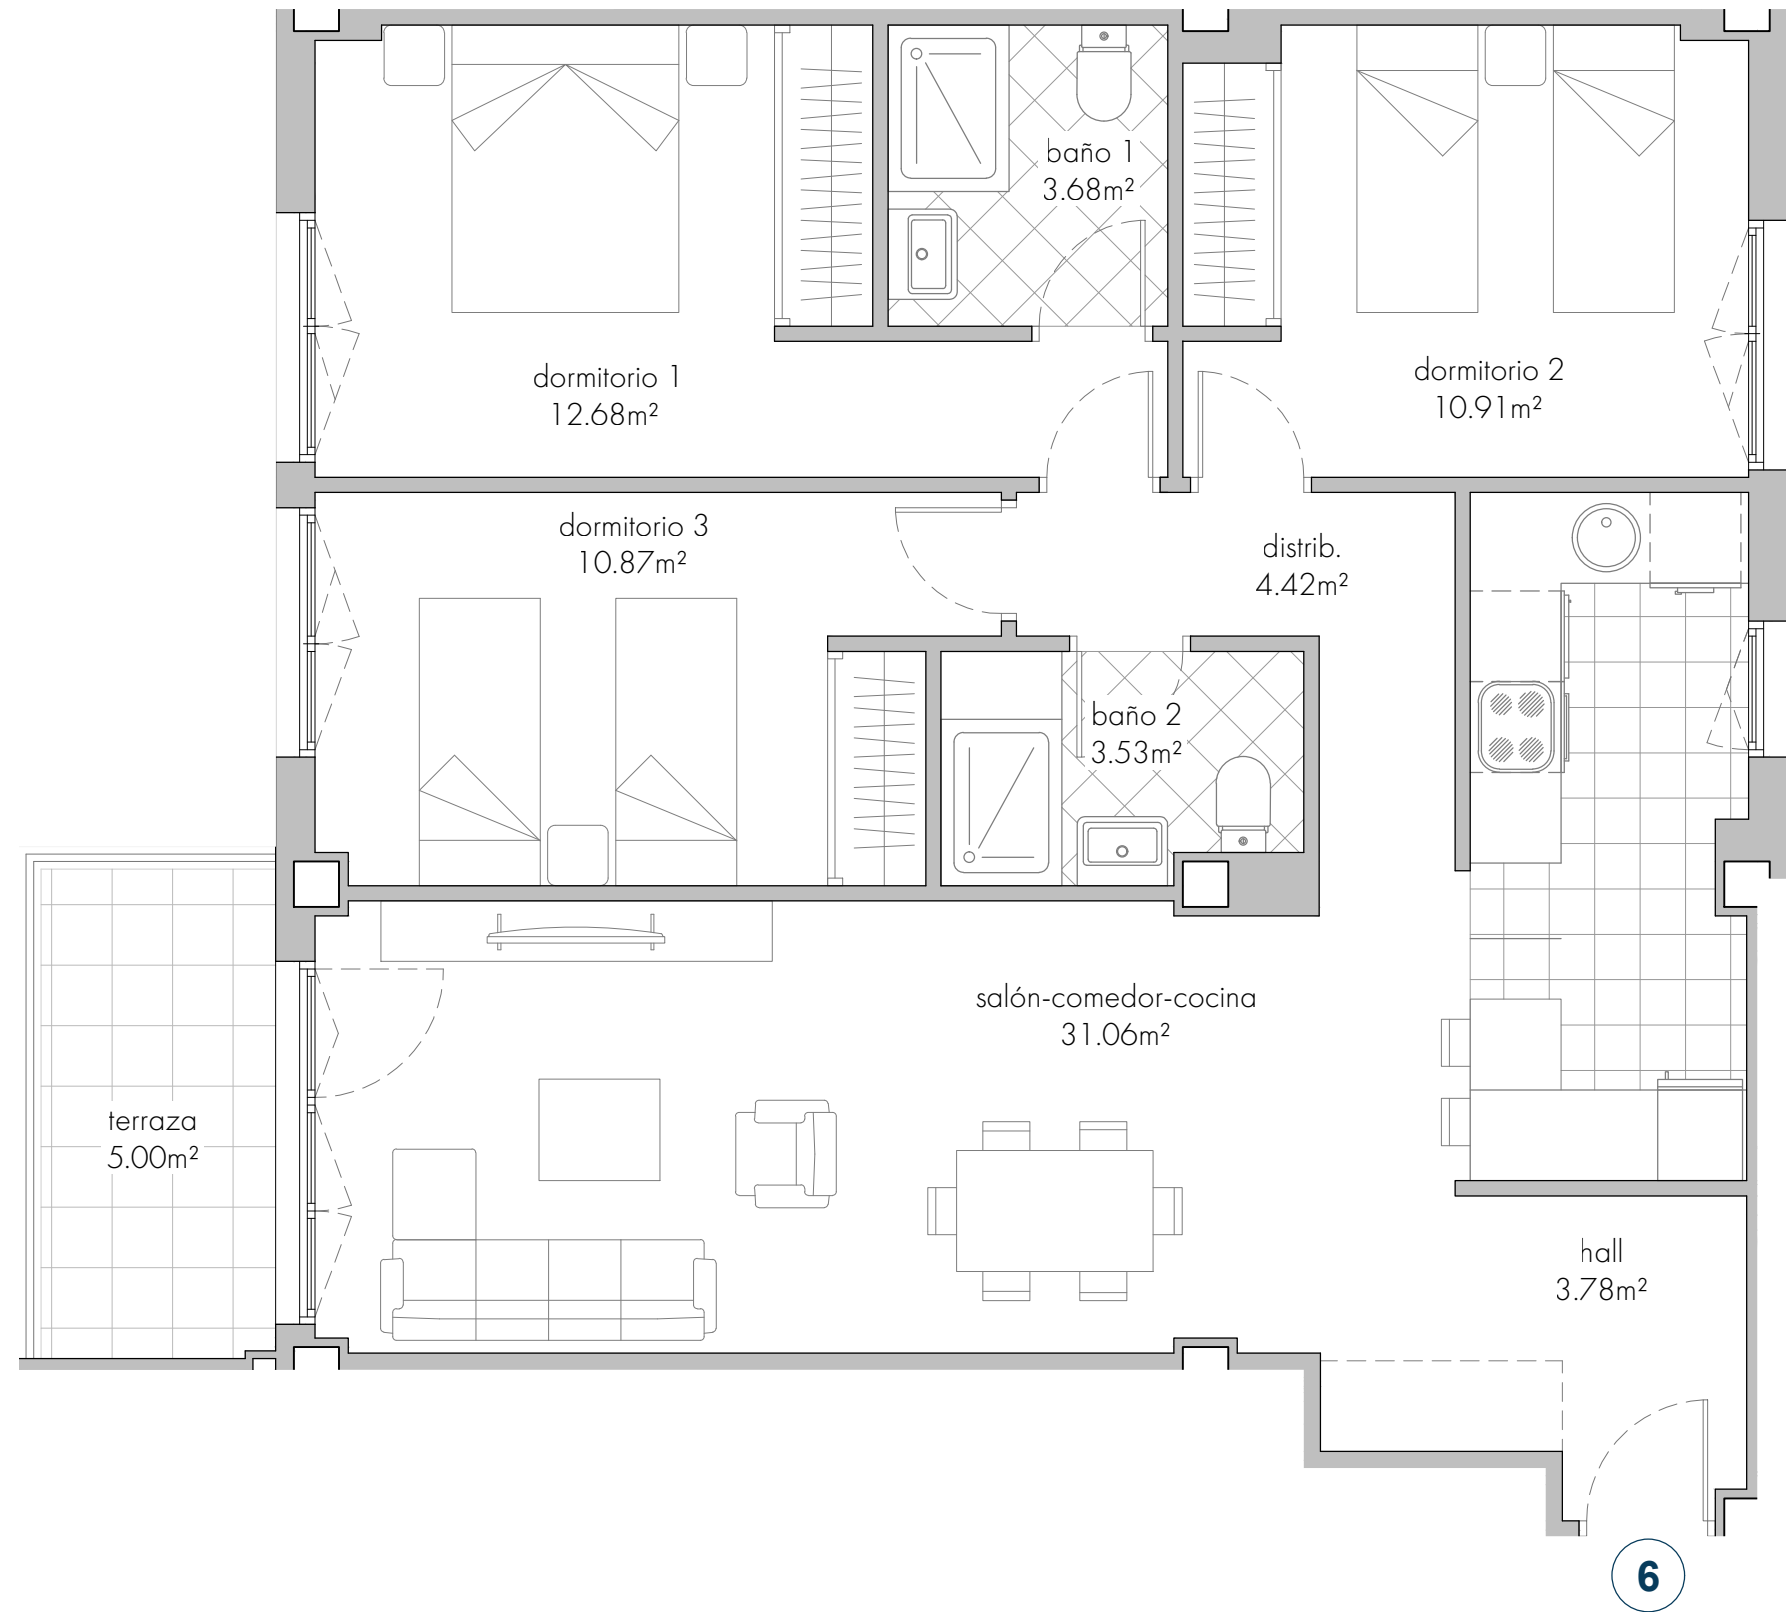 baño 1
3.68m²
dormitorio 1
12.68m²
dormitorio 2
10.91m²
dormitorio 3
10.87m²
distrib.
4.42m²
baño 2
3.53m²
salón-comedor-cocina
31.06m²
terraza
5.00m²
hall
3.78m²
6